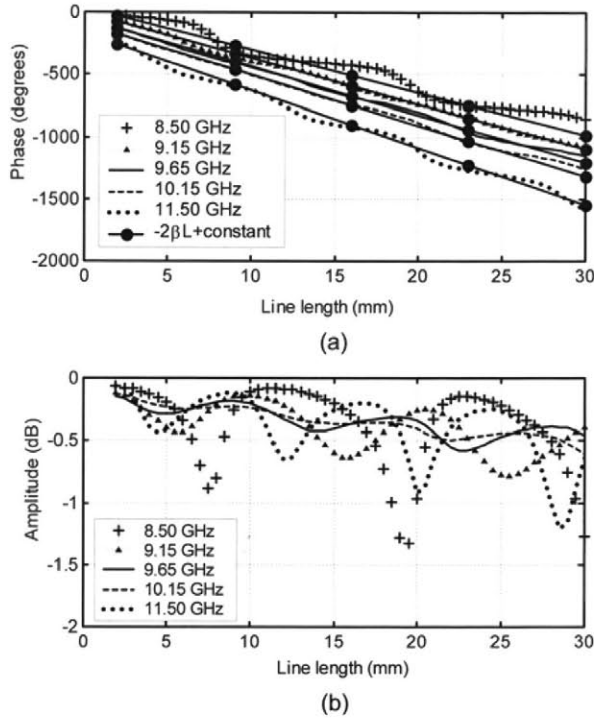 0
-500
-1000
-1500
-2000
Phase (degrees)
8.50 GHz
9.15 GHz
9.65 GHz
10.15 GHz
11.50 GHz
-2βL+constant
0 5 10 15 20 25 30
Line length (mm)
(a)
0
-0.5
-1
-1.5
-2
Amplitude (dB)
8.50 GHz
9.15 GHz
9.65 GHz
10.15 GHz
11.50 GHz
0 5 10 15 20 25 30
Line length (mm)
(b)